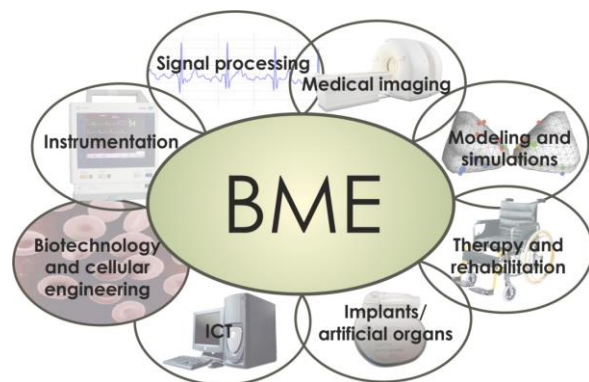 Signal processing
Medical imaging
Instrumentation
Modeling and
simulations
BME
Biotechnology
and cellular
engineering
Therapy and
rehabilitation
ICT
Implants/
artificial organs